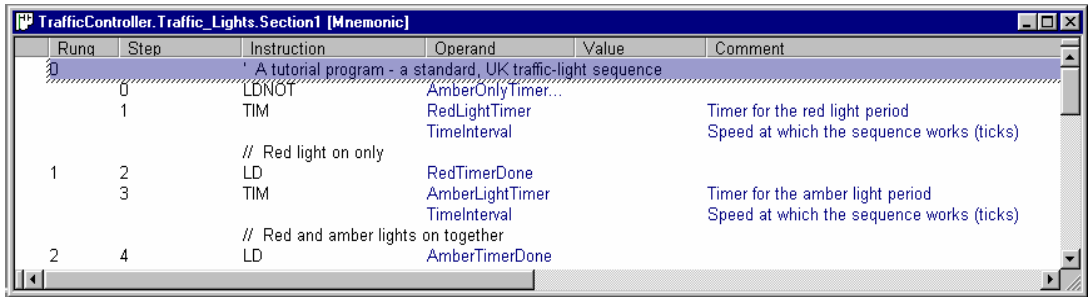 TrafficController.Traffic_Lights.Section1 [Mnemonic]
Rung Step Instruction Operand Value Comment
0 ' A tutorial program - a standard, UK traffic-light sequence
0 LDNOT AmberOnlyTimer...
1 TIM RedLightTimer Timer for the red light period
TimeInterval Speed at which the sequence works (ticks)
// Red light on only
1 2 LD RedTimerDone
3 TIM AmberLightTimer Timer for the amber light period
TimeInterval Speed at which the sequence works (ticks)
// Red and amber lights on together
2 4 LD AmberTimerDone